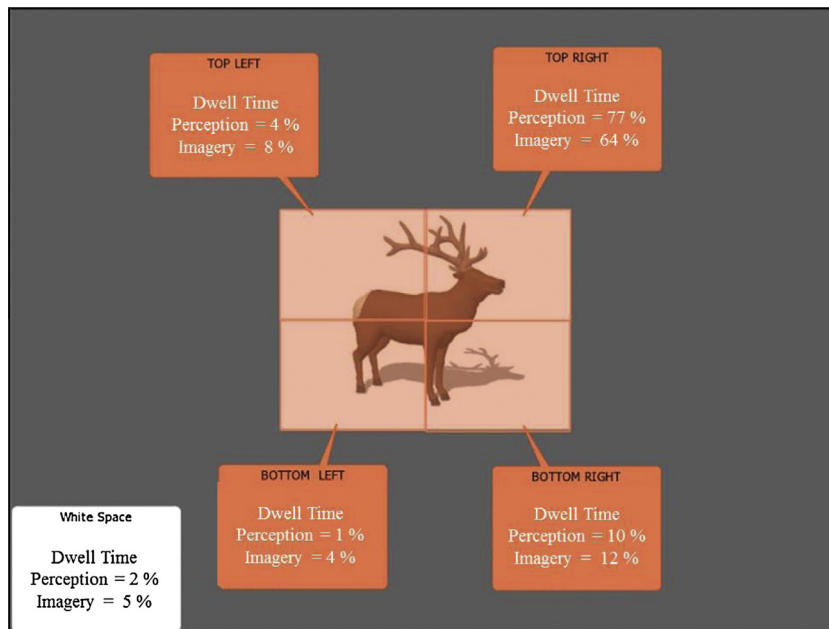 TOP LEFT
Dwell Time
Perception = 4 %
Imagery = 8 %
TOP RIGHT
Dwell Time
Perception = 77 %
Imagery = 64 %
BOTTOM LEFT
Dwell Time
Perception = 1 %
Imagery = 4 %
BOTTOM RIGHT
Dwell Time
Perception = 10 %
Imagery = 12 %
White Space
Dwell Time
Perception = 2 %
Imagery = 5 %